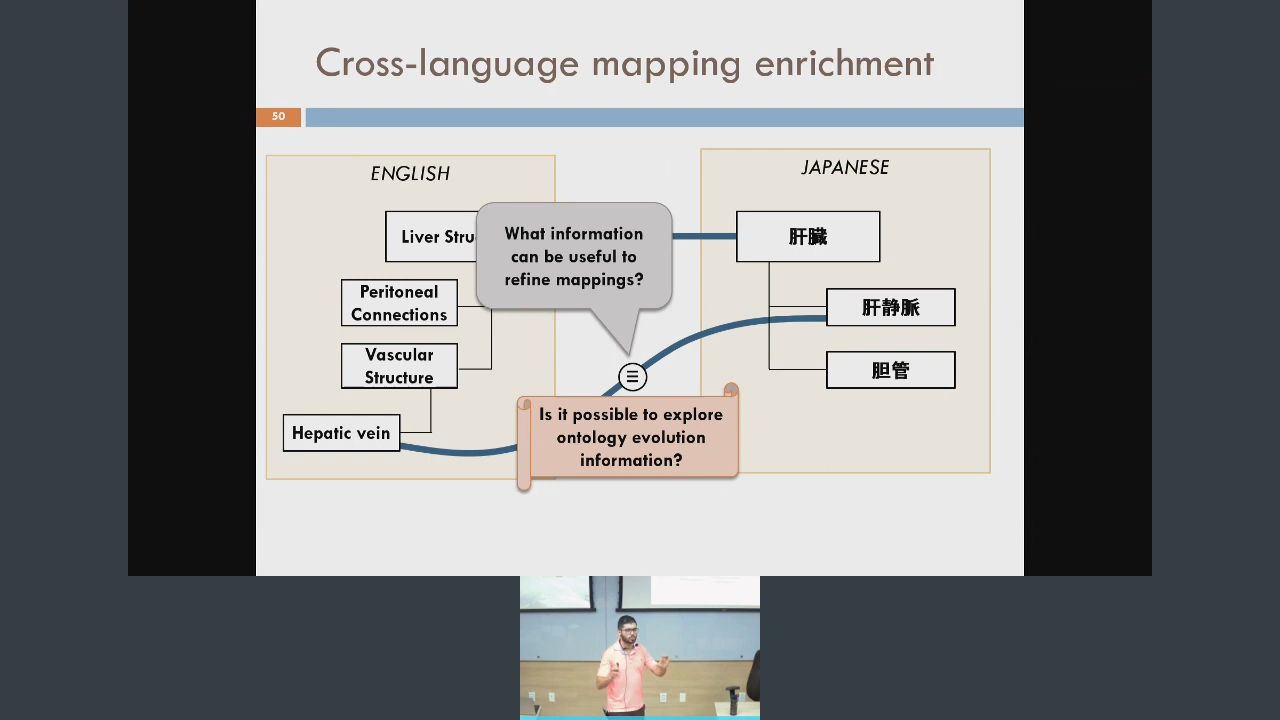 Cross-language mapping enrichment
50
ENGLISH
Liver Stru
Peritoneal
Connections
Vascular
Structure
Hepatic vein
What information
can be useful to
refine mappings?
Is it possible to explore
ontology evolution
information?
JAPANESE
肝臓
肝静脈
胆管